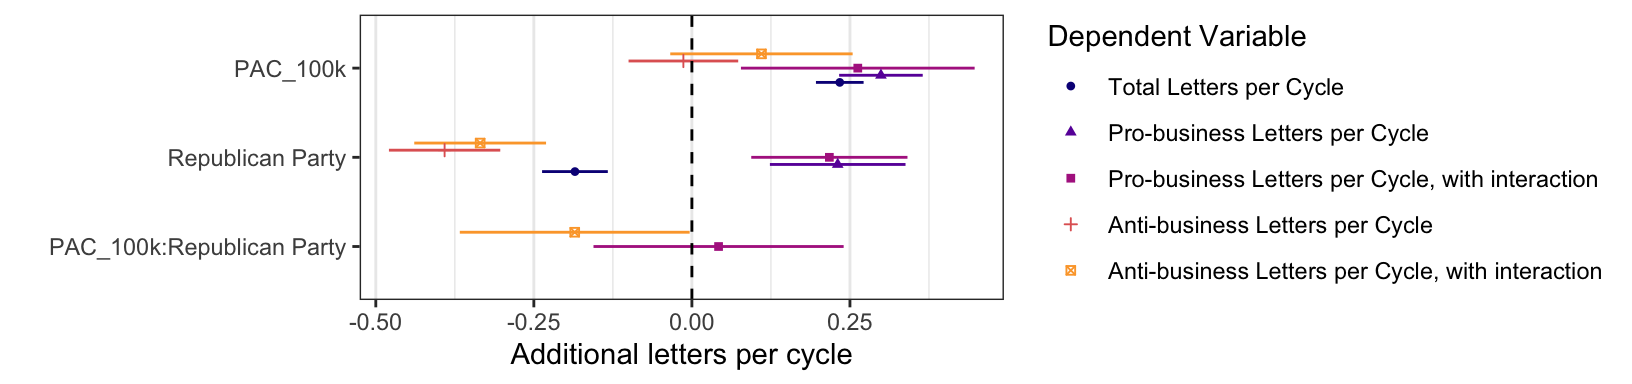 PAC_100k
Republican Party
PAC_100k:Republican Party
-0.50 -0.25 0.00 0.25
Additional letters per cycle
Dependent Variable
Total Letters per Cycle
Pro-business Letters per Cycle
Pro-business Letters per Cycle, with interaction
Anti-business Letters per Cycle
Anti-business Letters per Cycle, with interaction